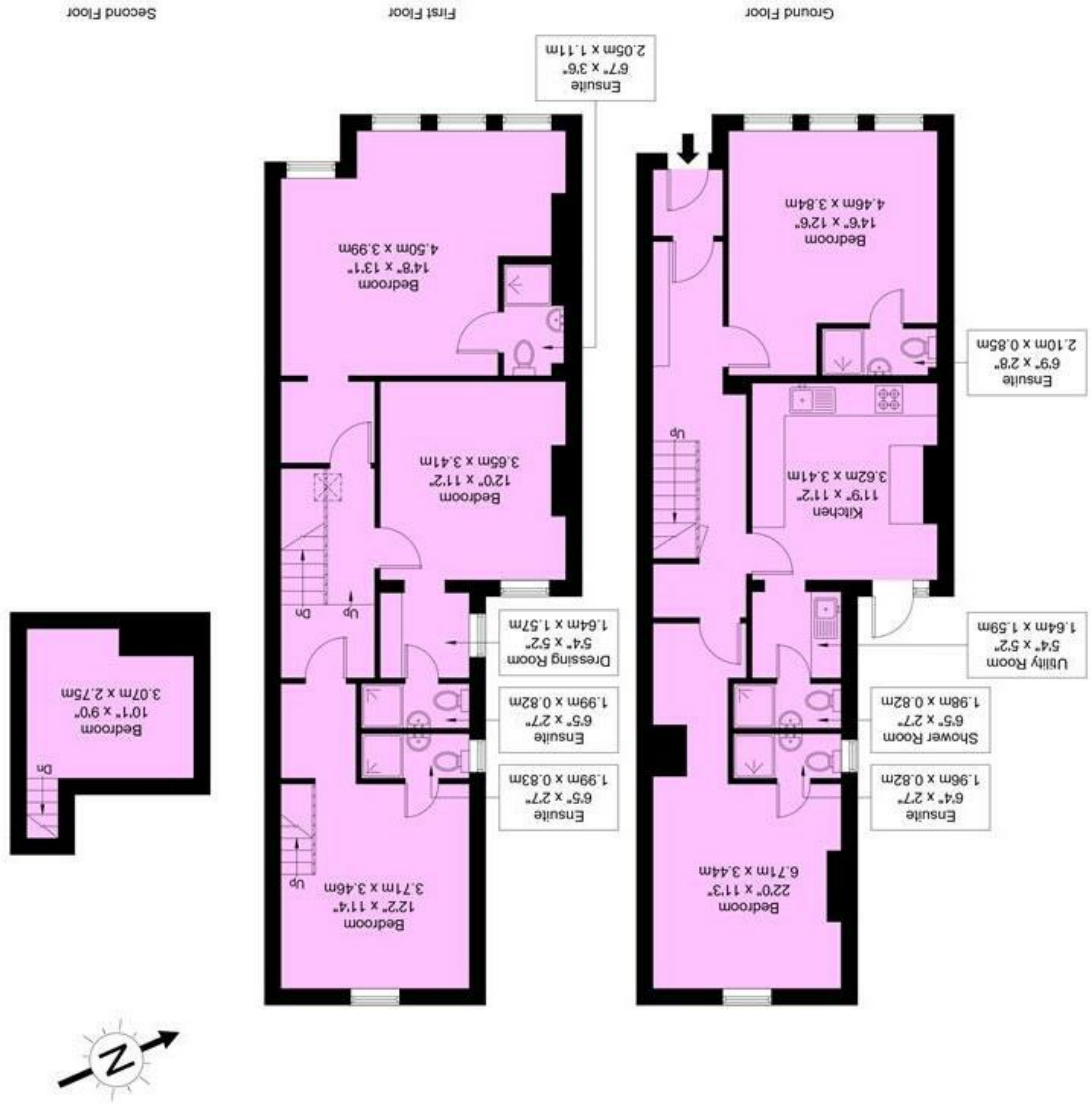 Ground Floor
First Floor
Second Floor
Bedroom
14'6" x 12'6"
4.46m x 3.84m
Ensuite
6'9" x 2'8"
2.10m x 0.85m
Kitchen
11'9" x 11'2"
3.62m x 3.41m
Up
Utility Room
5'4" x 5'2"
1.64m x 1.59m
Shower Room
6'5" x 2'7"
1.98m x 0.82m
Ensuite
6'4" x 2'7"
1.96m x 0.82m
Bedroom
22'0" x 11'3"
6.71m x 3.44m
Ensuite
6'7" x 3'6"
2.05m x 1.11m
Bedroom
14'8" x 13'1"
4.50m x 3.99m
Bedroom
12'0" x 11'2"
3.65m x 3.41m
Up
Dn
Dressing Room
5'4" x 5'2"
1.64m x 1.57m
Ensuite
6'5" x 2'7"
1.99m x 0.82m
Ensuite
6'5" x 2'7"
1.99m x 0.83m
Up
Bedroom
12'2" x 11'4"
3.71m x 3.46m
Bedroom
10'1" x 9'0"
3.07m x 2.75m
Dn
N